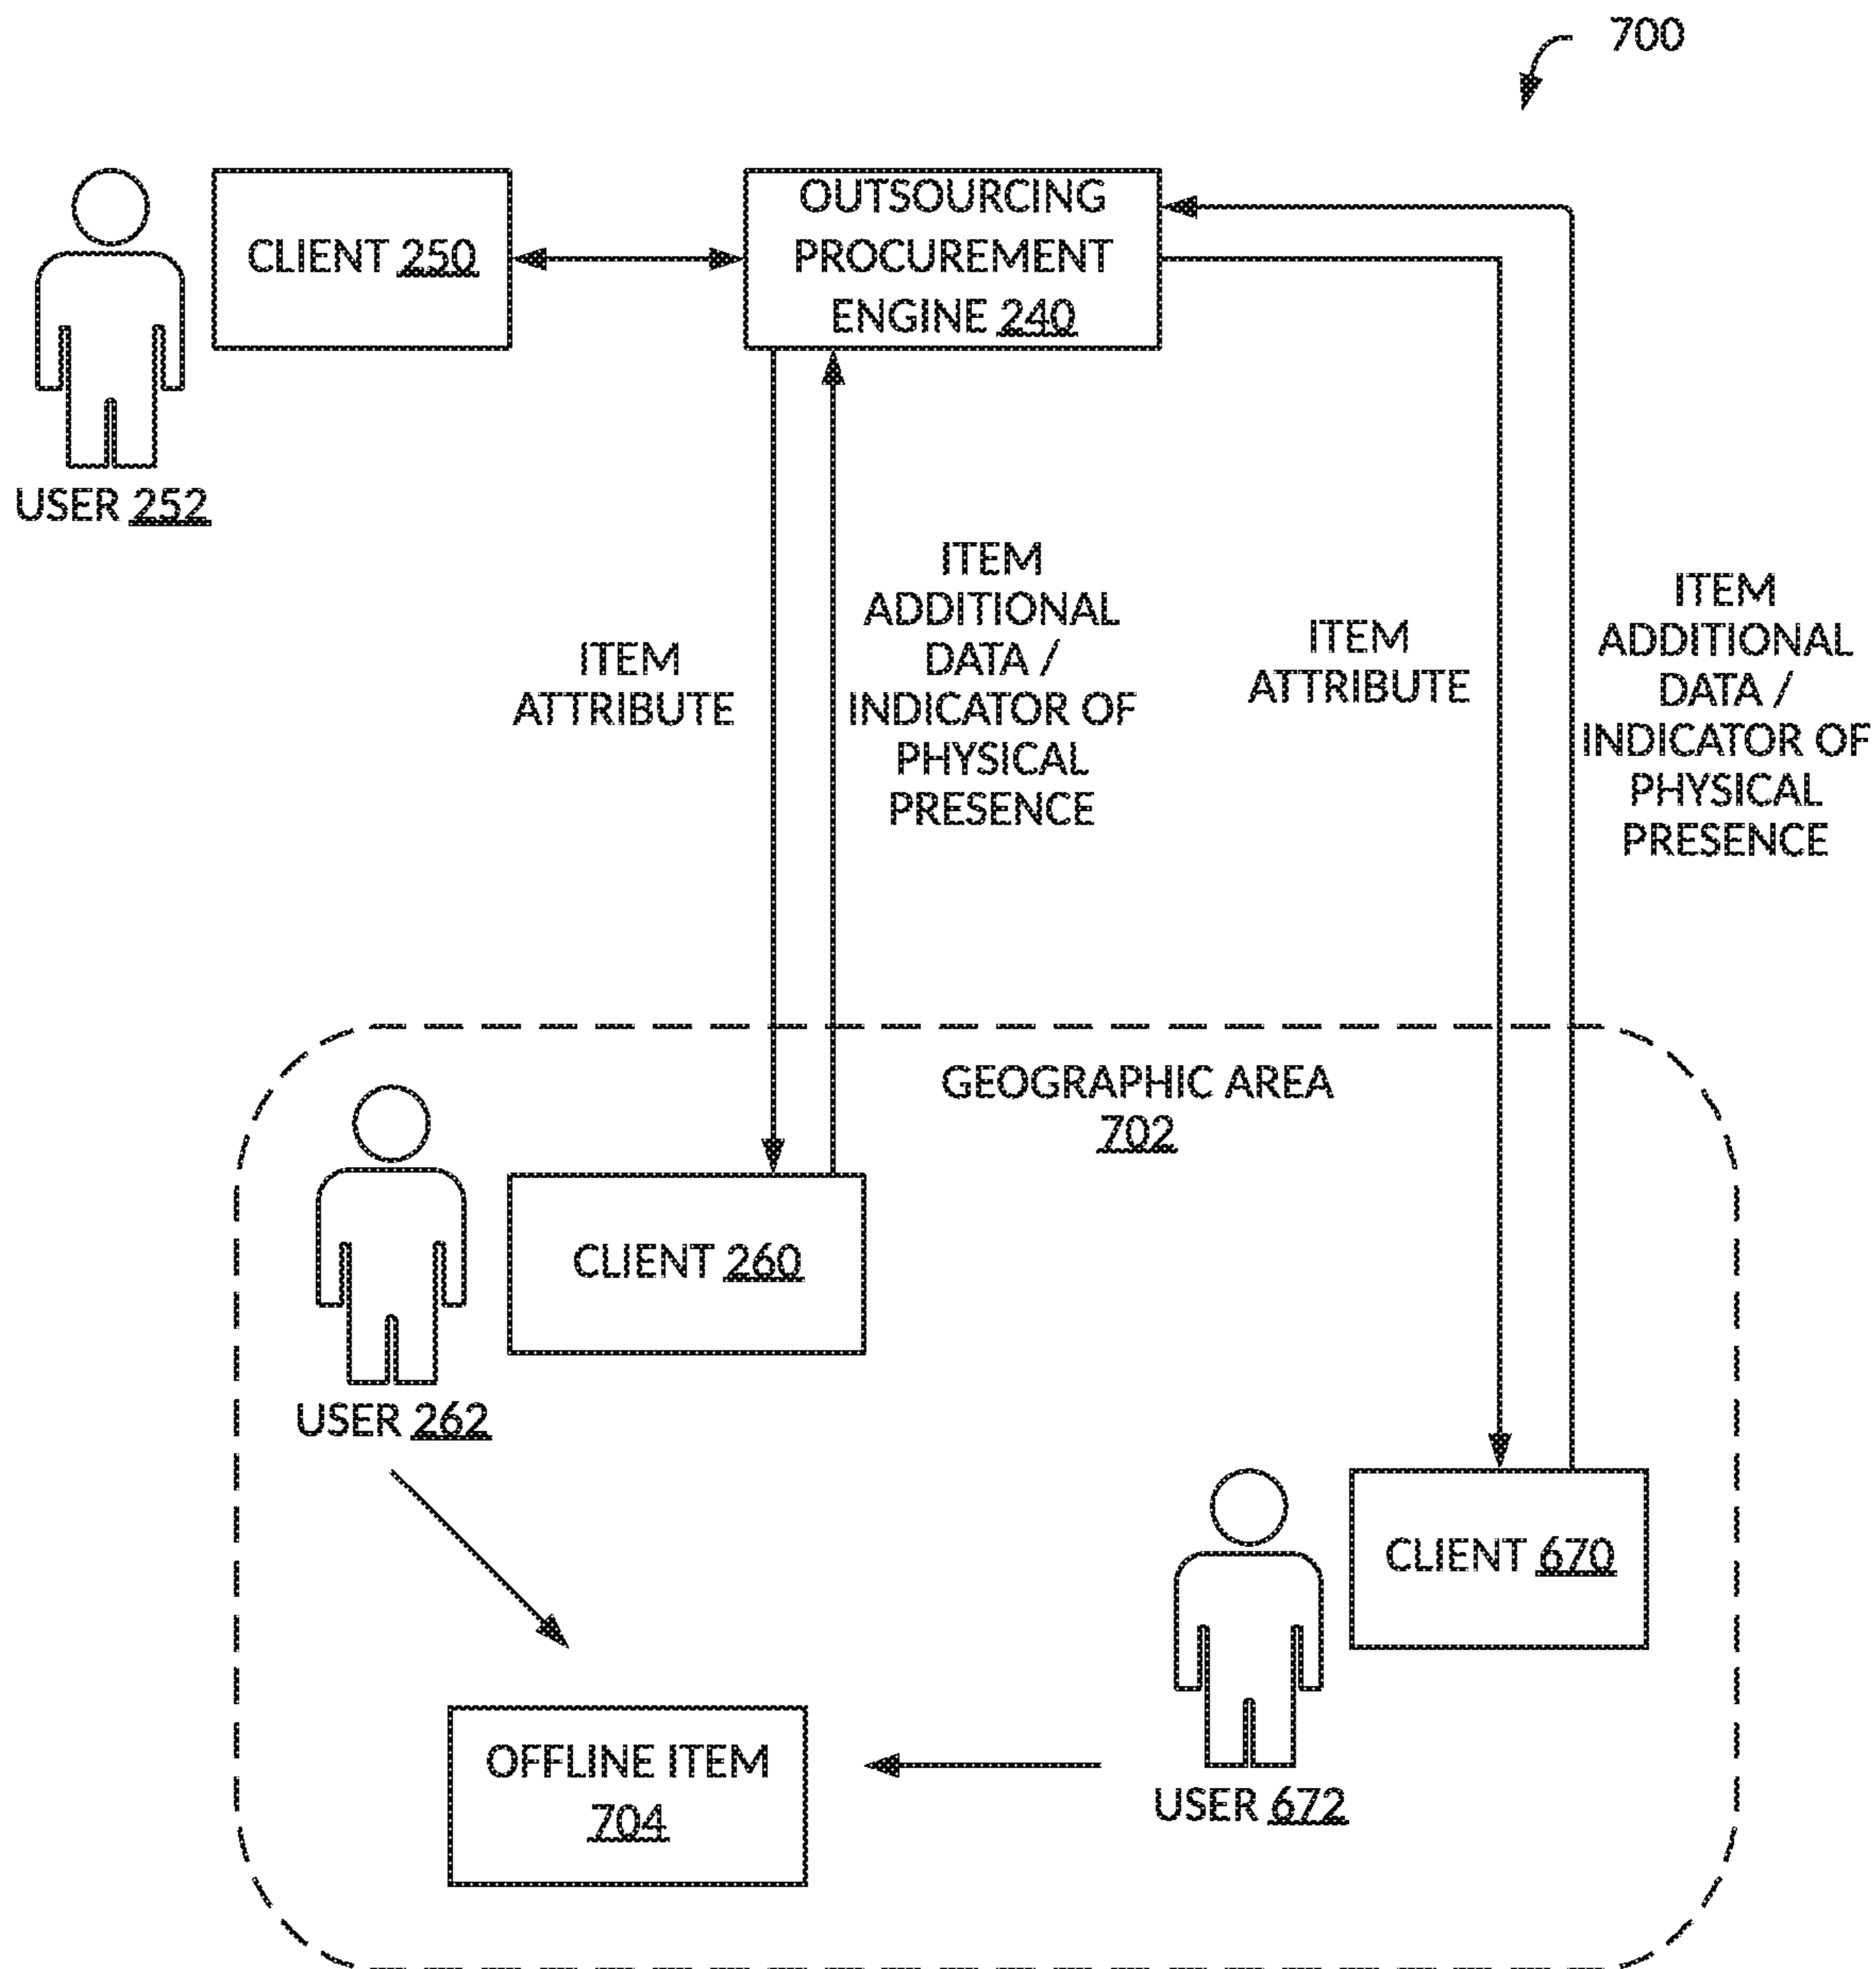 700
CLIENT 250
OUTSOURCING
PROCUREMENT
ENGINE 240
USER 252
ITEM
ATTRIBUTE
ITEM
ADDITIONAL
DATA /
INDICATOR OF
PHYSICAL
PRESENCE
ITEM
ATTRIBUTE
ITEM
ADDITIONAL
DATA /
INDICATOR OF
PHYSICAL
PRESENCE
GEOGRAPHIC AREA
702
CLIENT 260
USER 262
CLIENT 670
OFFLINE ITEM
704
USER 672